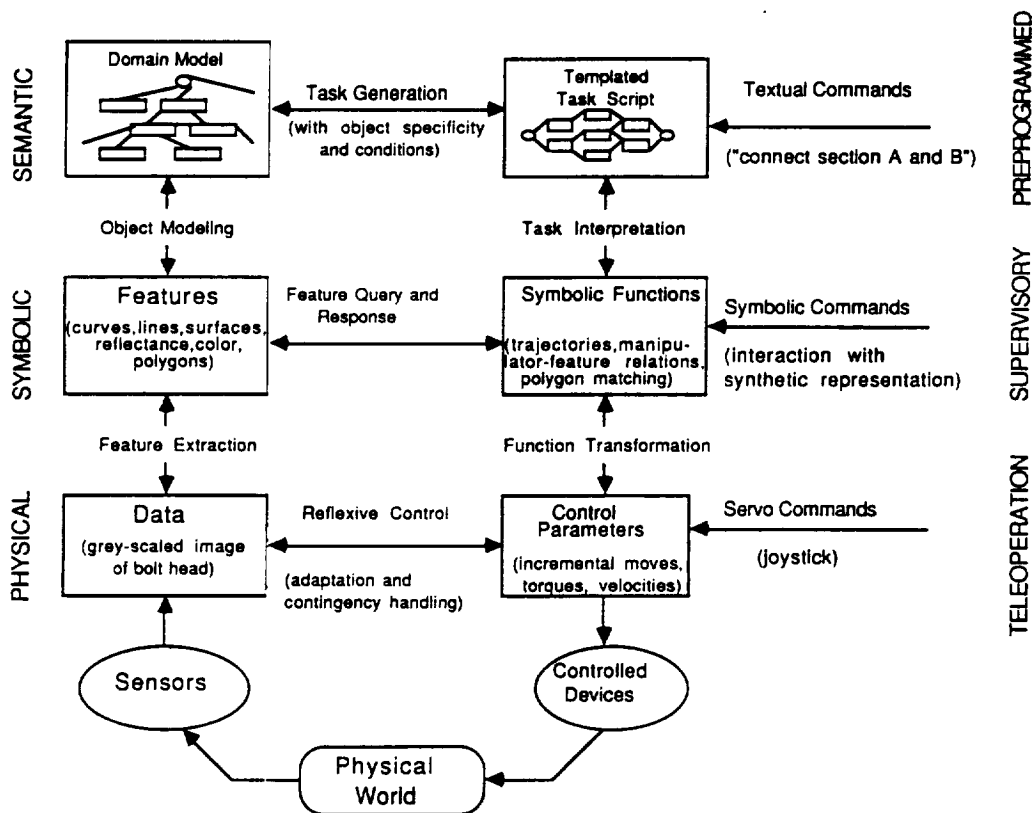 PREPROGRAMMED
SEMANTIC
Domain Model
Task Generation
(with object specificity
and conditions)
Templated
Task Script
Textual Commands
("connect section A and B")
Object Modeling
Task Interpretation
SUPERVISORY
SYMBOLIC
Features
(curves,lines,surfaces,
reflectance,color,
polygons)
Feature Query and
Response
Symbolic Functions
(trajectories,manipu-
lator-feature relations,
polygon matching)
Symbolic Commands
(interaction with
synthetic representation)
Feature Extraction
Function Transformation
TELEOPERATION
PHYSICAL
Data
(grey-scaled image
of bolt head)
Reflexive Control
(adaptation and
contingency handling)
Control
Parameters
(incremental moves,
torques, velocities)
Servo Commands
(joystick)
Sensors
Controlled
Devices
Physical
World